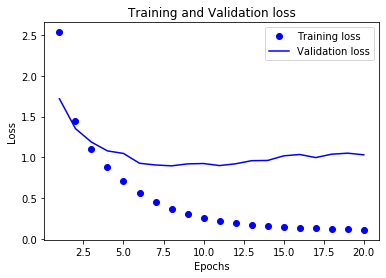 Training and Validation loss
Training loss
Validation loss
Loss
2.5
2.0
1.5
1.0
0.5
0.0
2.5
5.0
7.5
10.0
12.5
15.0
17.5
20.0
Epochs